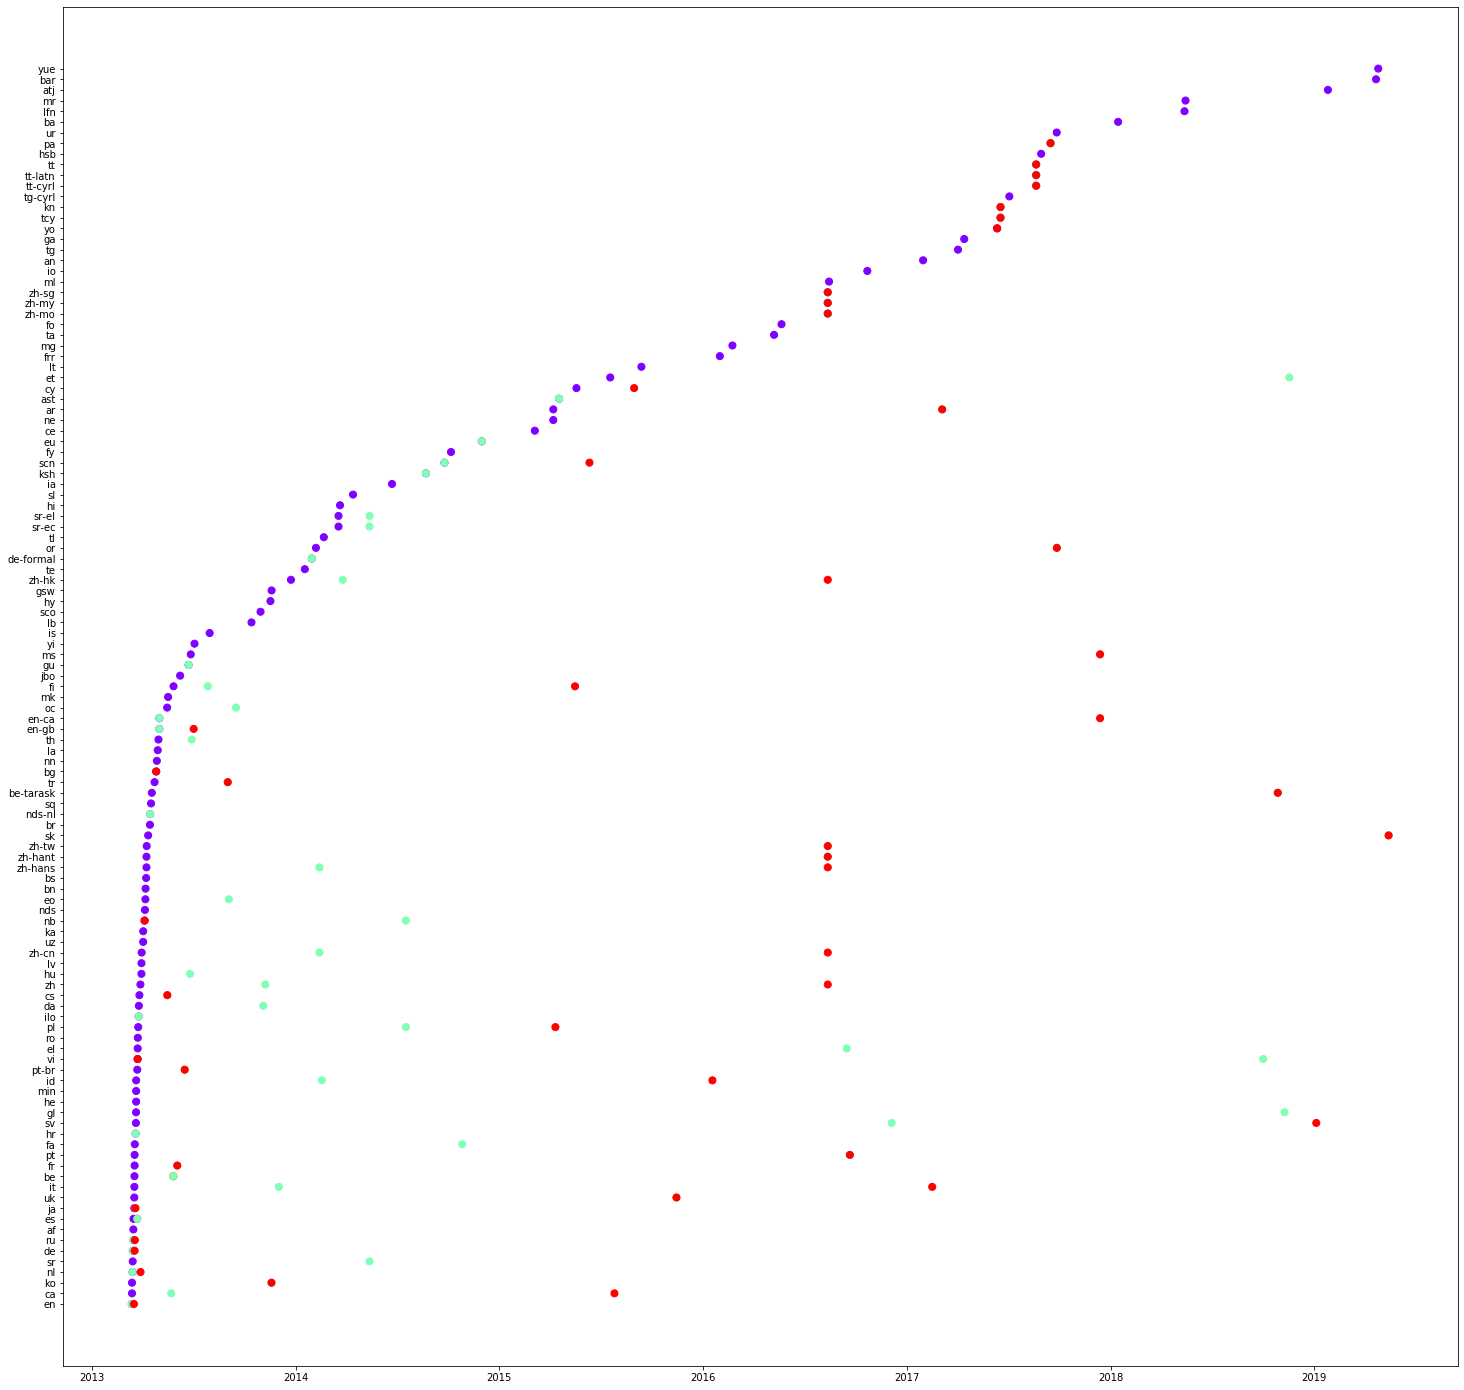 yue
bar
atj
mr
lfn
ba
ur
pa
hsb
tt
tt-latn
tt-cyrl
tg-cyrl
kn
tcy
yo
ga
tg
an
io
ml
zh-sg
zh-my
zh-mo
fo
ta
mg
frr
lt
et
cy
ast
ar
ne
ce
eu
fy
scn
ksh
ia
sl
hi
sr-el
sr-ec
tl
or
de-formal
te
zh-hk
gsw
hy
sco
lb
is
yi
ms
gu
jbo
fi
mk
oc
en-ca
en-gb
th
la
nn
bg
tr
be-tarask
sq
nds-nl
br
sk
zh-tw
zh-hant
zh-hans
bs
bn
eo
nds
nb
ka
uz
zh-cn
lv
hu
zh
cs
da
ilo
pl
ro
el
vi
pt-br
id
min
he
gl
sv
hr
fa
pt
fr
be
it
uk
ja
es
af
ru
de
sr
nl
ko
ca
en
2013 2014 2015 2016 2017 2018 2019